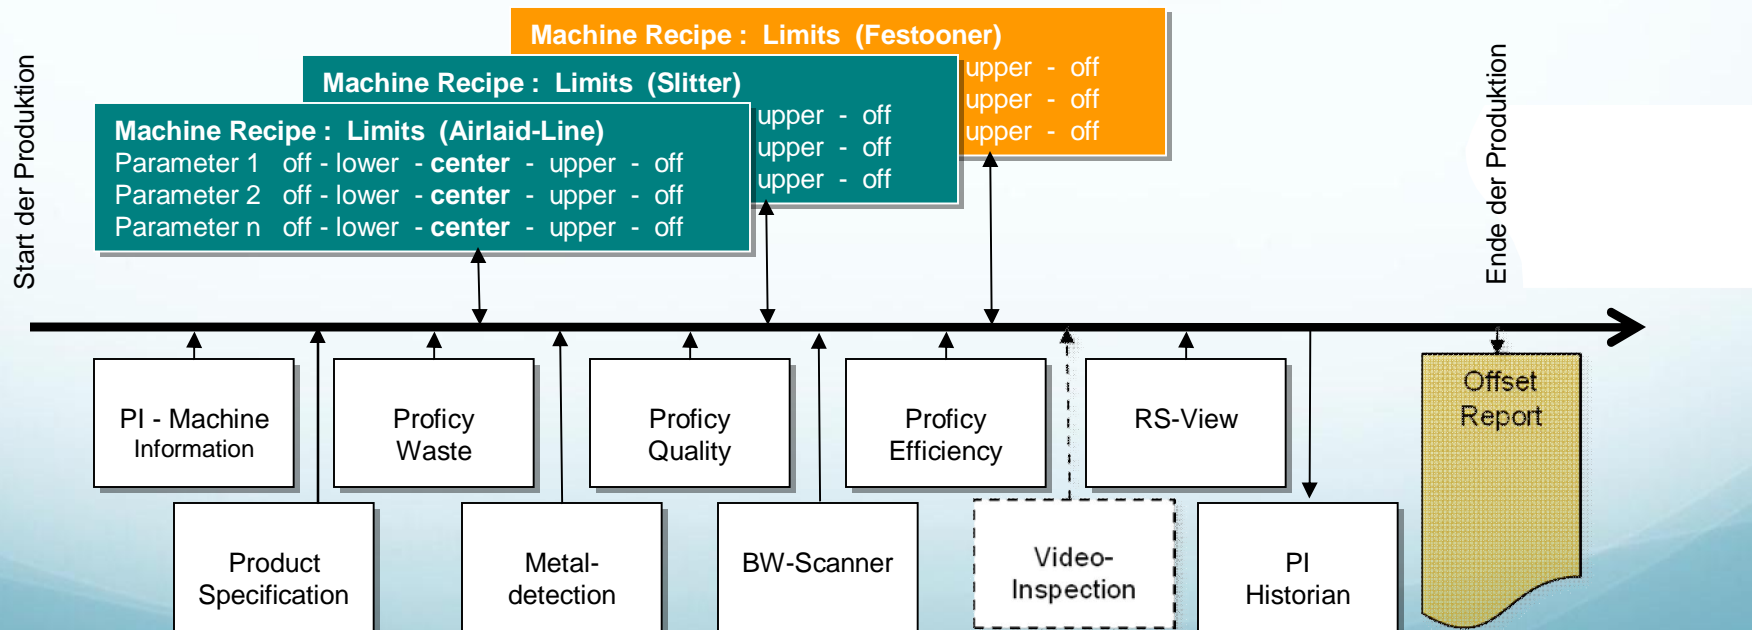 Start der Produktion
Machine Recipe : Limits (Festooner)
upper - off
upper - off
upper - off
Machine Recipe : Limits (Slitter)
upper - off
upper - off
upper - off
Machine Recipe : Limits (Airlaid-Line)
Parameter 1 off - lower - center - upper - off
Parameter 2 off - lower - center - upper - off
Parameter n off - lower - center - upper - off
Ende der Produktion
PI - Machine
Information
Proficy
Waste
Proficy
Quality
Proficy
Efficiency
RS-View
Offset
Report
Product
Specification
Metal-
detection
BW-Scanner
Video-
Inspection
PI
Historian